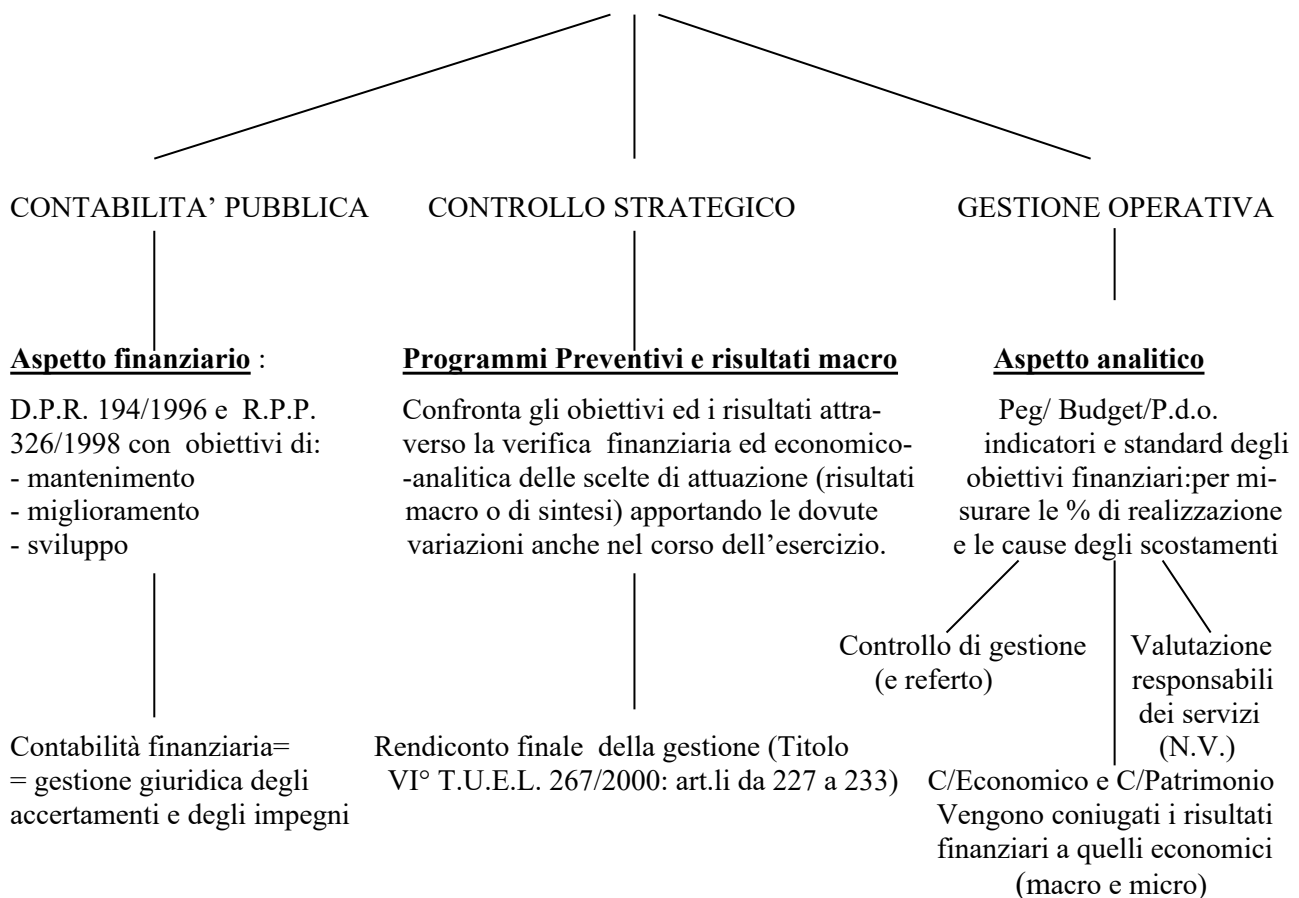 CONTABILITA’ PUBBLICA
CONTROLLO STRATEGICO
GESTIONE OPERATIVA
Aspetto finanziario :
D.P.R. 194/1996 e R.P.P.
326/1998 con obiettivi di:
- mantenimento
- miglioramento
- sviluppo
Contabilità finanziaria=
= gestione giuridica degli
accertamenti e degli impegni
Programmi Preventivi e risultati macro
Confronta gli obiettivi ed i risultati attra-
verso la verifica finanziaria ed economico-
-analitica delle scelte di attuazione (risultati
macro o di sintesi) apportando le dovute
variazioni anche nel corso dell’esercizio.
Rendiconto finale della gestione (Titolo
VI° T.U.E.L. 267/2000: art.li da 227 a 233)
Aspetto analitico
Peg/ Budget/P.d.o.
indicatori e standard degli
obiettivi finanziari:per mi-
surare le % di realizzazione
e le cause degli scostamenti
Controllo di gestione
(e referto)
Valutazione
responsabili
dei servizi
(N.V.)
C/Economico e C/Patrimonio
Vengono coniugati i risultati
finanziari a quelli economici
(macro e micro)